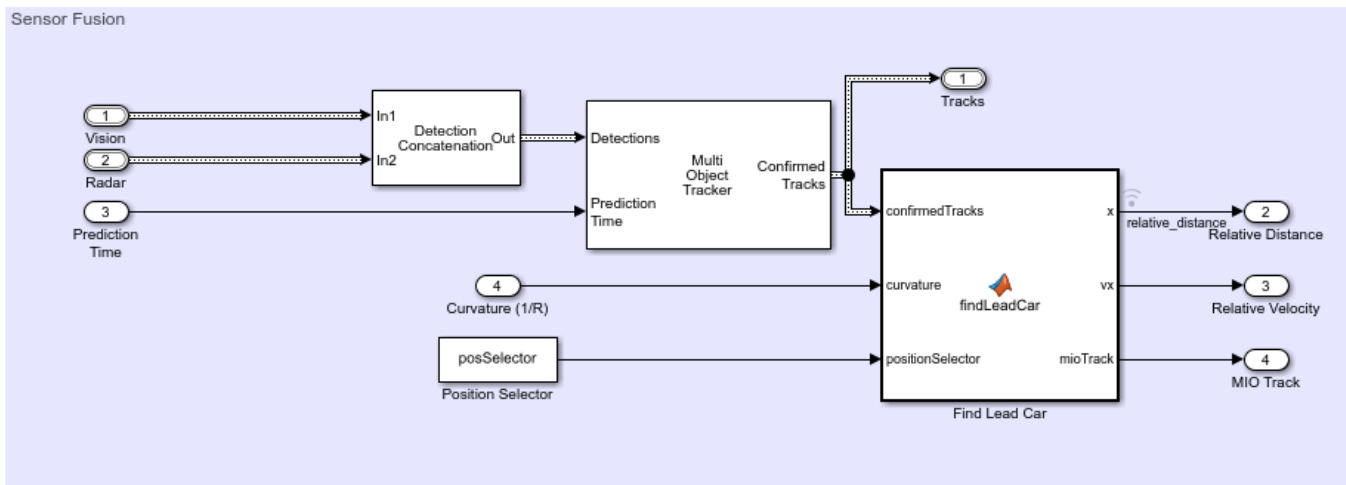 Sensor Fusion
1
Vision
2
Radar
3
Prediction
Time
In1
In2
Detection
Concatenation
Out
Detections
Prediction
Time
Multi
Object
Tracker
Confirmed
Tracks
1
Tracks
4
Curvature (1/R)
posSelector
Position Selector
confirmedTracks
curvature
positionSelector
findLeadCar
x
vx
mioTrack
Find Lead Car
relative_distance
2
Relative Distance
3
Relative Velocity
4
MIO Track